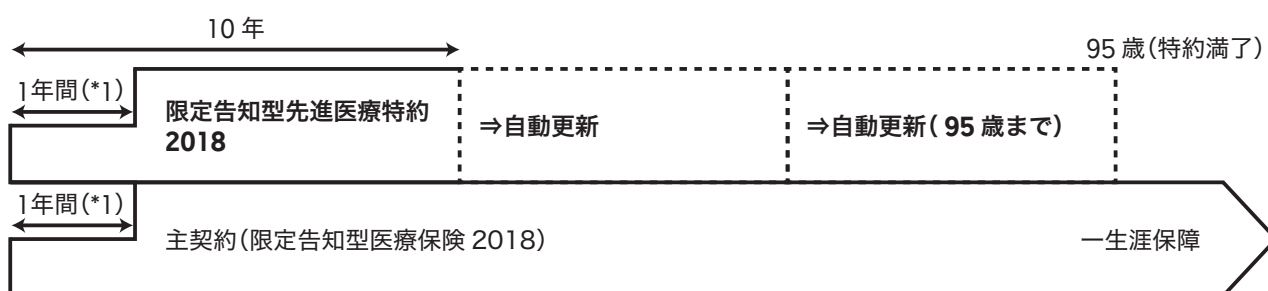 10 年
95 歳(特約満了)
1年間(*1)
限定告知型先進医療特約
2018
⇒自動更新
⇒自動更新( 95 歳まで)
1年間(*1)
主契約(限定告知型医療保険 2018)
一生涯保障